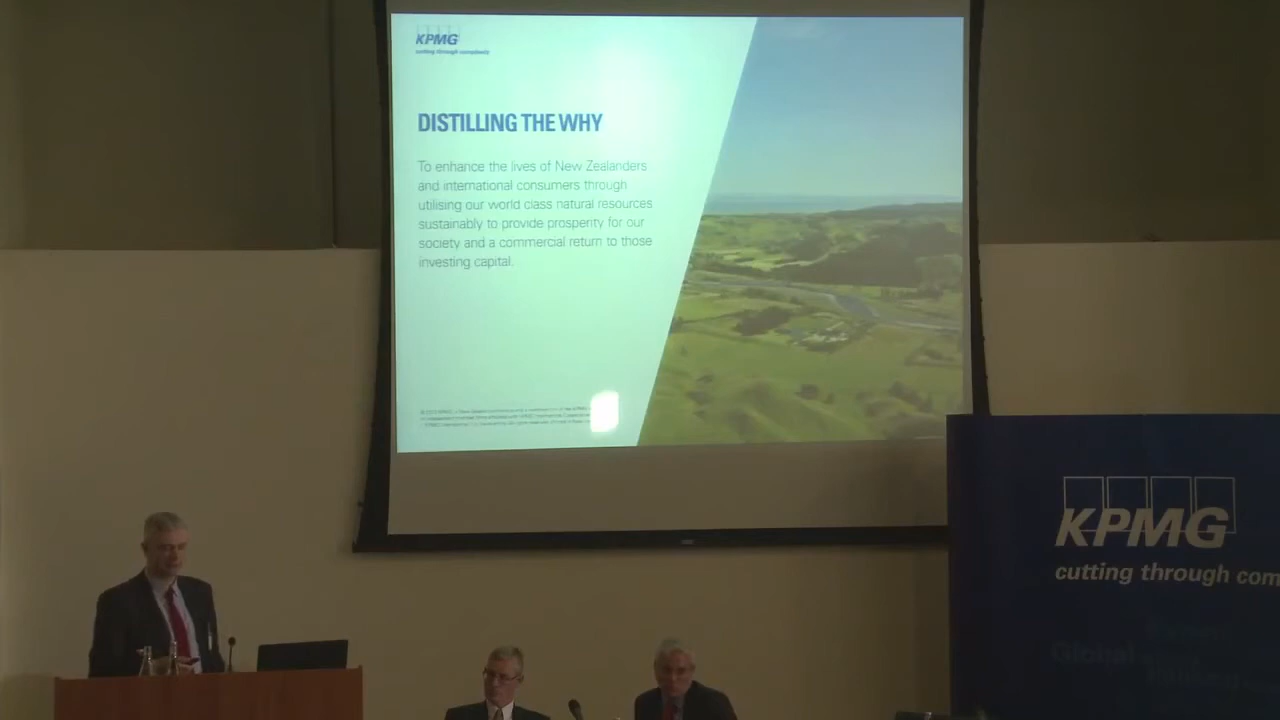 KPMG
cutting through complexity
DISTILLING THE WHY
To enhance the lives of New Zealanders
and international consumers through
utilising our world class natural resources
sustainably to provide prosperity for our
society and a commercial return to those
investing capital.
KPMG
cutting through com
Global